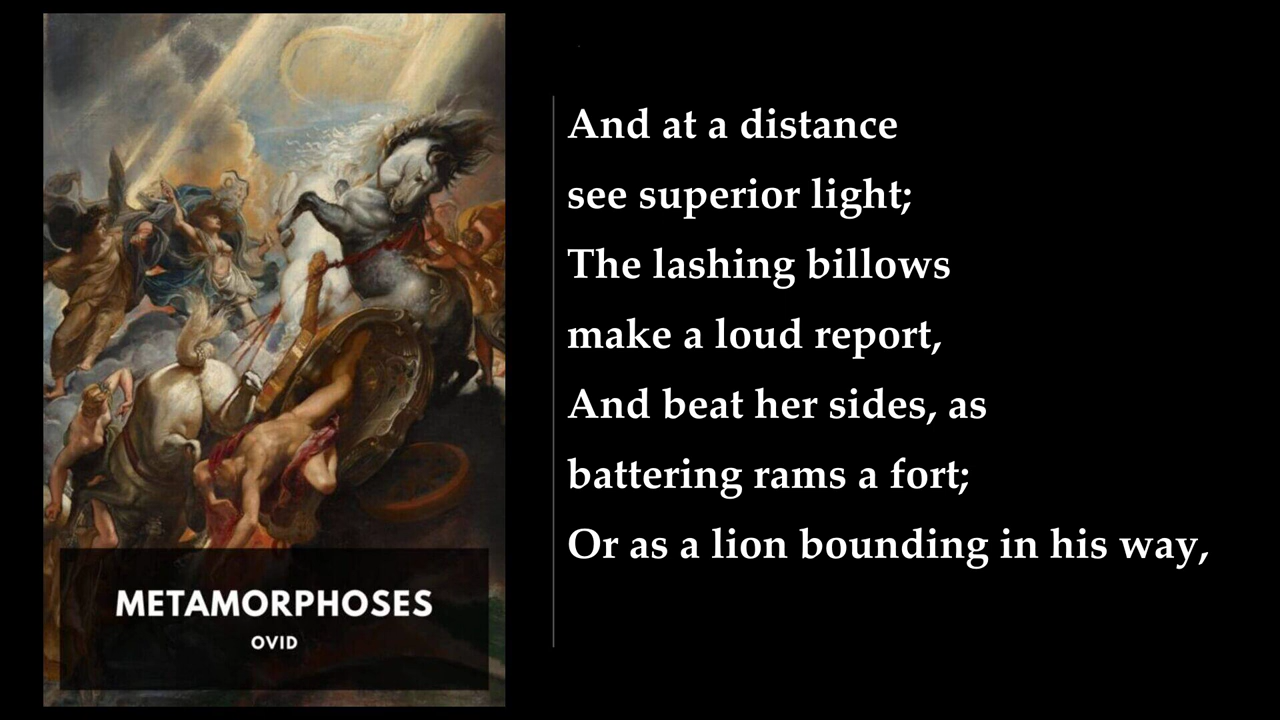 METAMORPHOSES
OVID
And at a distance
see superior light;
The lashing billows
make a loud report,
And beat her sides, as
battering rams a fort;
Or as a lion bounding in his way,